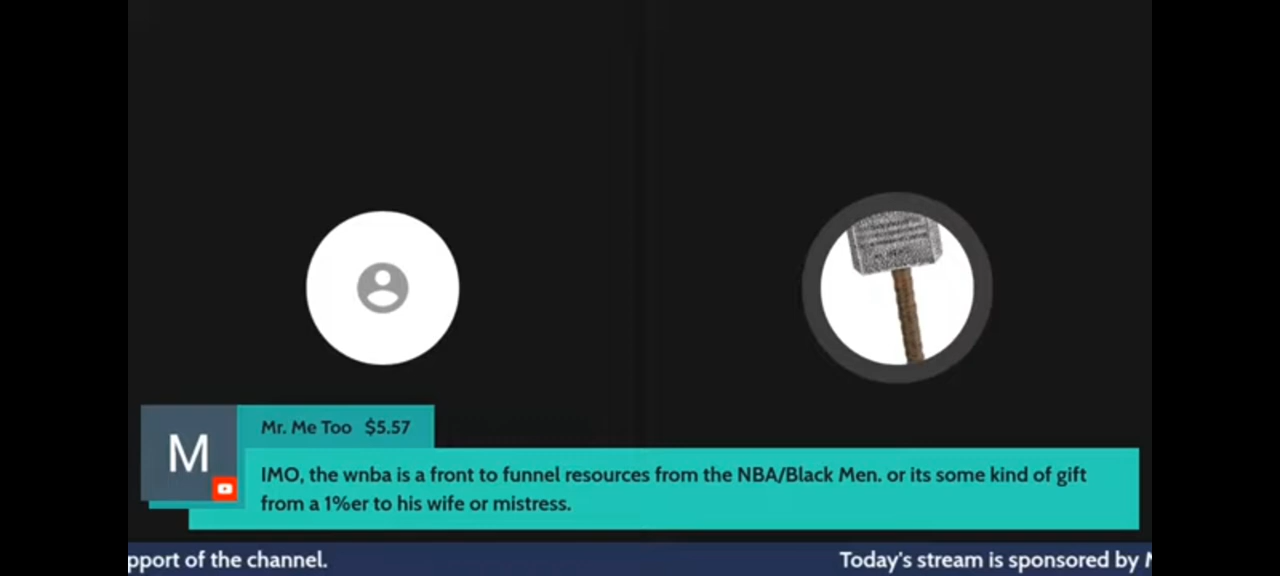 M
Mr. Me Too $5.57
IMO, the wnba is a front to funnel resources from the NBA/Black Men. or its some kind of gift
from a 1%er to his wife or mistress.
pport of the channel.
Today's stream is sponsored by